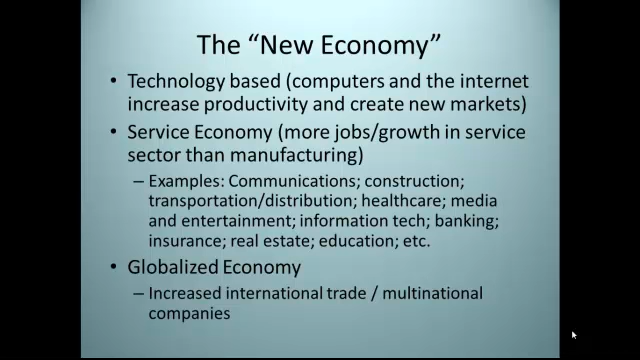 The “New Economy”
• Technology based (computers and the internet
increase productivity and create new markets)
• Service Economy (more jobs/growth in service
sector than manufacturing)
– Examples: Communications; construction;
transportation/distribution; healthcare; media
and entertainment; information tech; banking;
insurance; real estate; education; etc.
• Globalized Economy
– Increased international trade / multinational
companies